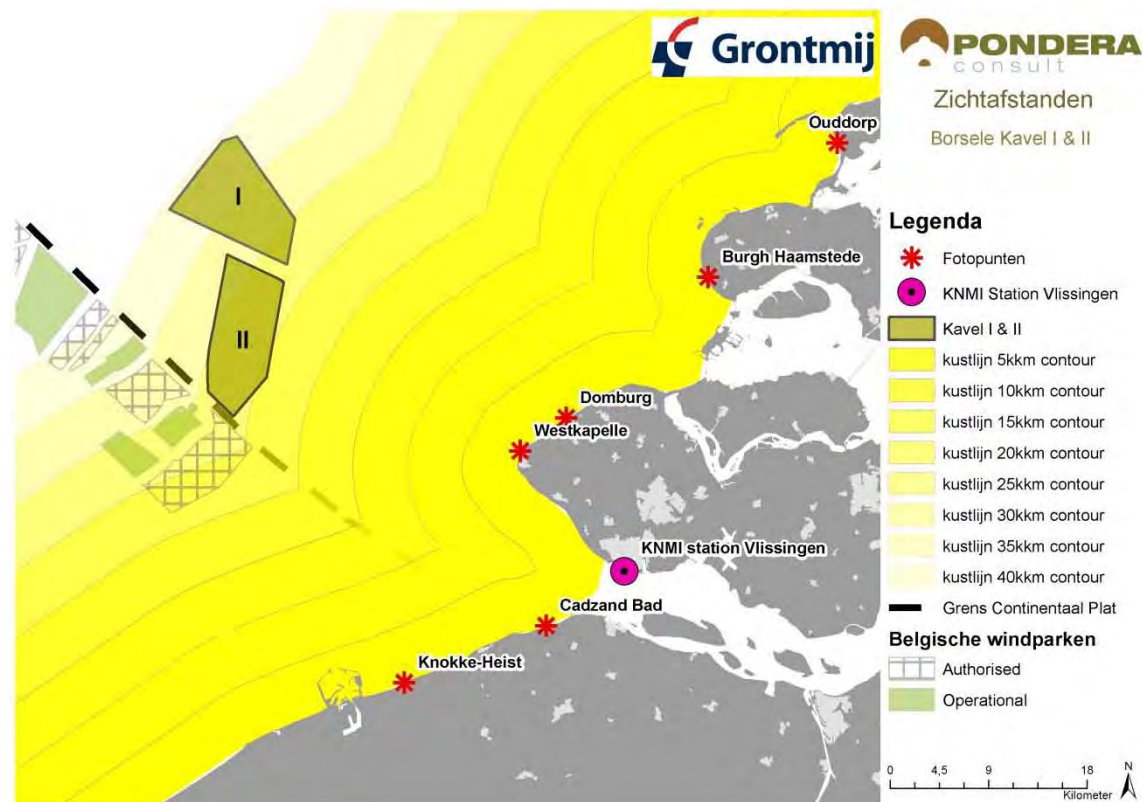 Grontmij
PONDERA
consult
Zichtafstanden
Borsele Kavel I & II
Ouddorp
I
Burgh Haamstede
II
Domburg
Westkapelle
KNMI station Vlissingen
Cadzand Bad
Knokke-Heist
Legenda
Fotopunten
KNMI Station Vlissingen
Kavel I & II
kustlijn 5kkm contour
kustlijn 10kkm contour
kustlijn 15kkm contour
kustlijn 20kkm contour
kustlijn 25kkm contour
kustlijn 30kkm contour
kustlijn 35kkm contour
kustlijn 40kkm contour
Grens Continentaal Plat
Belgische windparken
Authorised
Operational
0 4,5 9 18
Kilometer
N